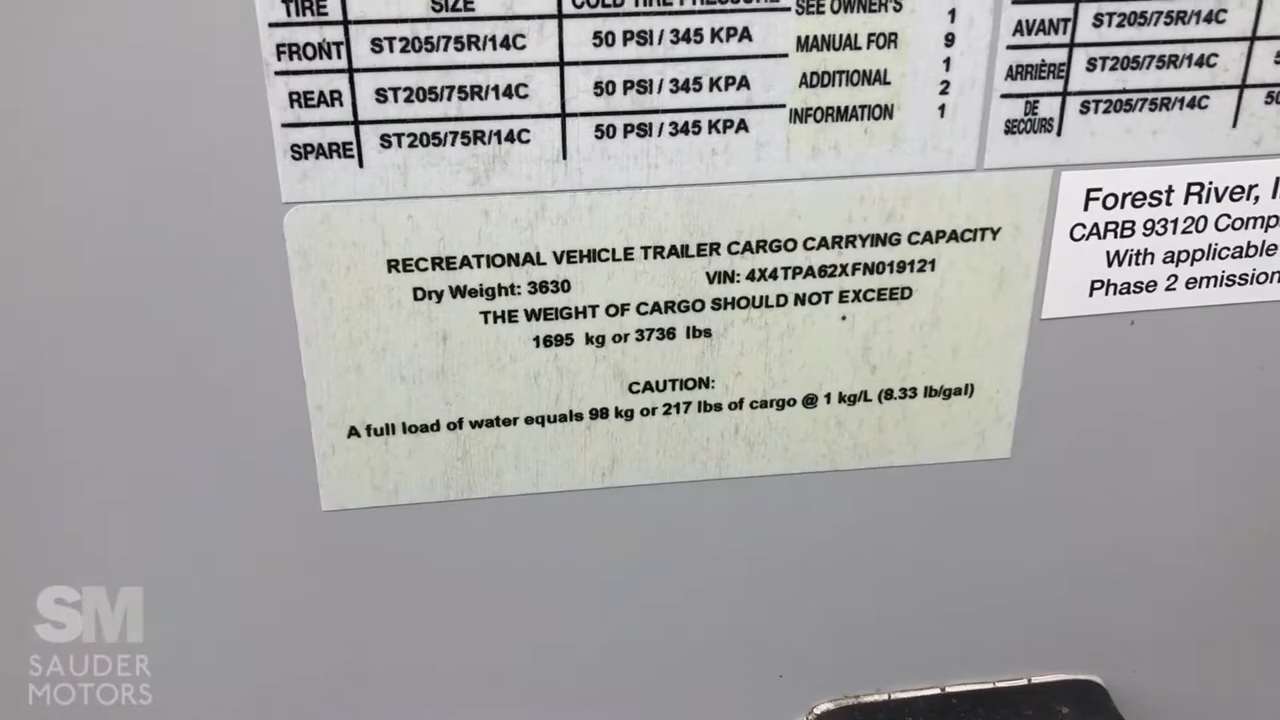 TIRE SIZE COLD TIRE PRESSURE
FRONT ST205/75R/14C 50 PSI / 345 KPA
REAR ST205/75R/14C 50 PSI / 345 KPA
SPARE ST205/75R/14C 50 PSI / 345 KPA
SEE OWNER'S
MANUAL FOR
ADDITIONAL
INFORMATION
1
9
1
2
1
AVANT ST205/75R/14C
ARRIÈRE ST205/75R/14C
DE
SECOURS ST205/75R/14C
RECREATIONAL VEHICLE TRAILER CARGO CARRYING CAPACITY
Dry Weight: 3630 VIN: 4X4TPA62XFN019121
THE WEIGHT OF CARGO SHOULD NOT EXCEED
1695 kg or 3736 lbs
CAUTION:
A full load of water equals 98 kg or 217 lbs of cargo @ 1 kg/L (8.33 lb/gal)
Forest River,
CARB 93120
With applicable
Phase 2 emission
SM
SAUDER
MOTORS